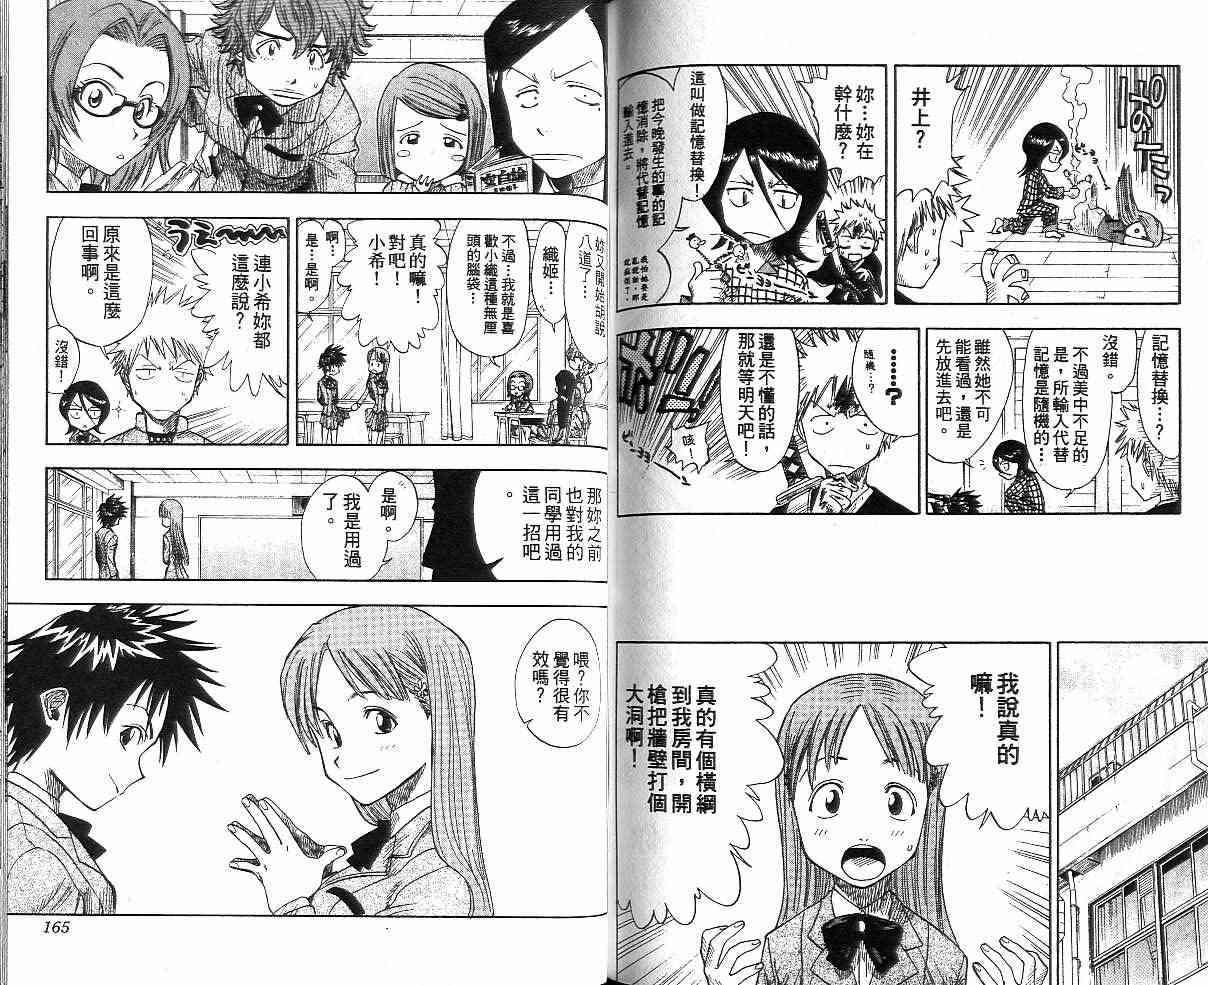 井上？
妳…妳在
幹什麼？
這叫做記憶替換！
把今晚發生的事的記
憶消除，將代替記憶
輸入進去。
記憶替換…？
沒錯。
不過美中不足的
是，所輸入代替
記憶是隨機的…
雖然她不可
能看過，還是
先放進去吧。
……？
隨機…？
還是不懂的話，
那就等明天吧！
咳！
我說真的
嘛！
真的有個橫綱
到我房間，開
槍把牆壁打個
大洞啊！
妳又開始胡說
八道了…
織姬，
不過…我就是喜
歡小織這種無厘
頭的腦袋…
真的嘛！
對吧！
小希！
啊。
是…是啊。
連小希妳都
這麼說？
原來是這麼
回事啊。
沒錯！
那妳之前
也對我的
同學用過
這一招吧
。
是啊。
我是用過
了。
喂？你不
覺得很有
效嗎？
165